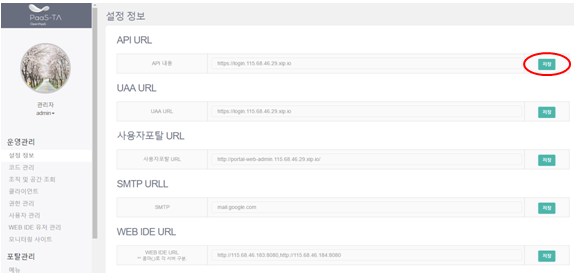 PaaS-TA
설정 정보
API URL
API 내용
https://login.115.68.46.29.xip.io
저장
UAA URL
UAA URL
https://login.115.68.46.29.xip.io
저장
관리자
admin
사용자포탈 URL
사용자포탈 URL
http://portal-web-admin.115.68.46.29.xip.io/
저장
SMTP URLL
SMTP
mail.google.com
저장
WEB IDE URL
WEB IDE URL
http://115.68.46.183:8080,http://115.68.46.184:8080
저장
운영관리
설정 정보
코드 관리
조직 및 공간 조회
클라이언트
권한 관리
사용자 관리
WEB IDE 유저 관리
모니터링 사이트
포탈관리
메뉴